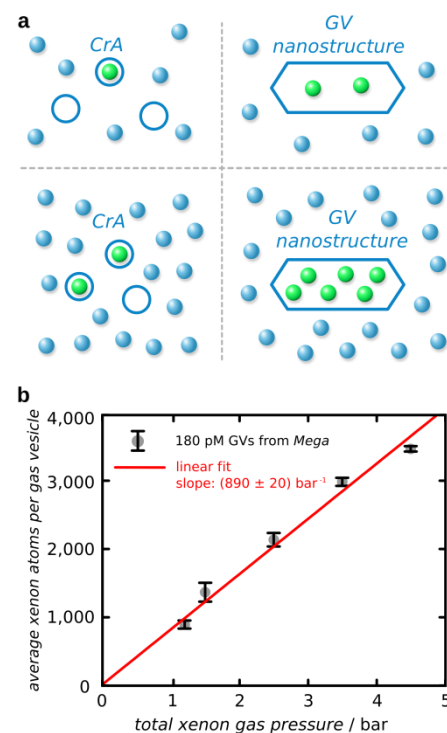 a
CrA
GV
nanostructure
CrA
GV
nanostructure
b
average xenon atoms per gas vesicle
4,000
3,000
2,000
1,000
0
180 pM GVs from Mega
linear fit
slope: (890 ± 20) bar⁻¹
0 1 2 3 4 5
total xenon gas pressure / bar